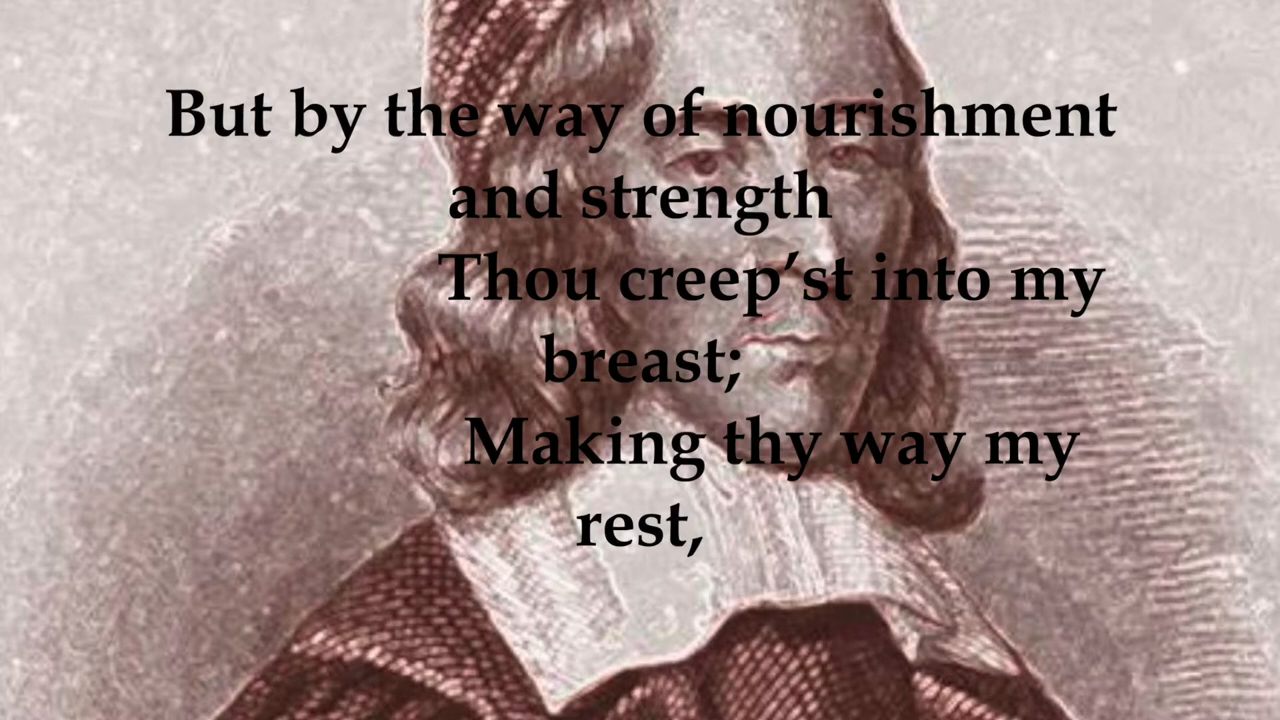 But by the way of nourishment
and strength
Thou creep’st into my
breast;
Making thy way my
rest,